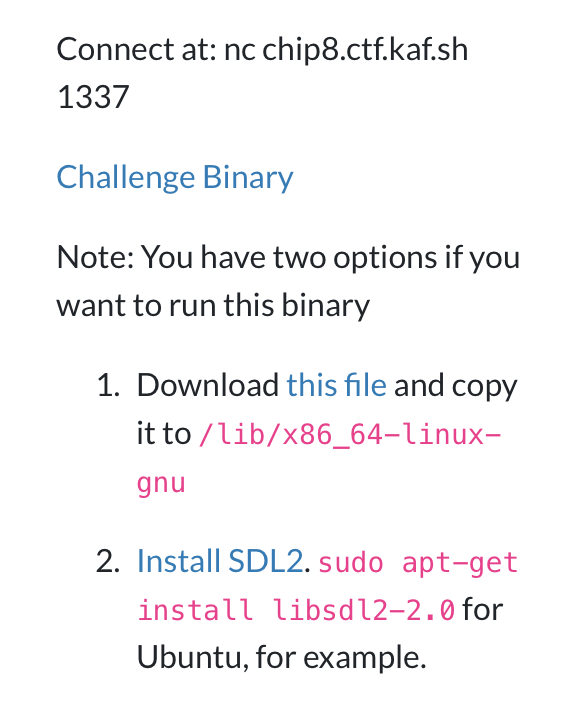 Connect at: nc chip8.ctf.kaf.sh
1337
Challenge Binary
Note: You have two options if you
want to run this binary
1. Download this file and copy
it to /lib/x86_64-linux-
gnu
2. Install SDL2. sudo apt-get
install libsdl2-2.0 for
Ubuntu, for example.